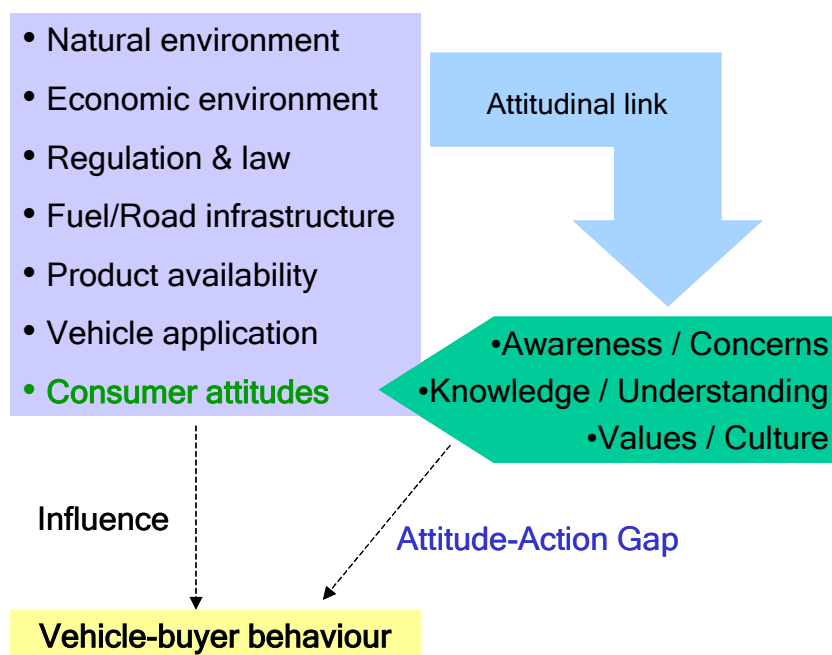 • Natural environment
• Economic environment
• Regulation & law
• Fuel/Road infrastructure
• Product availability
• Vehicle application
• Consumer attitudes
Attitudinal link
•Awareness / Concerns
•Knowledge / Understanding
•Values / Culture
Influence
Attitude-Action Gap
Vehicle-buyer behaviour